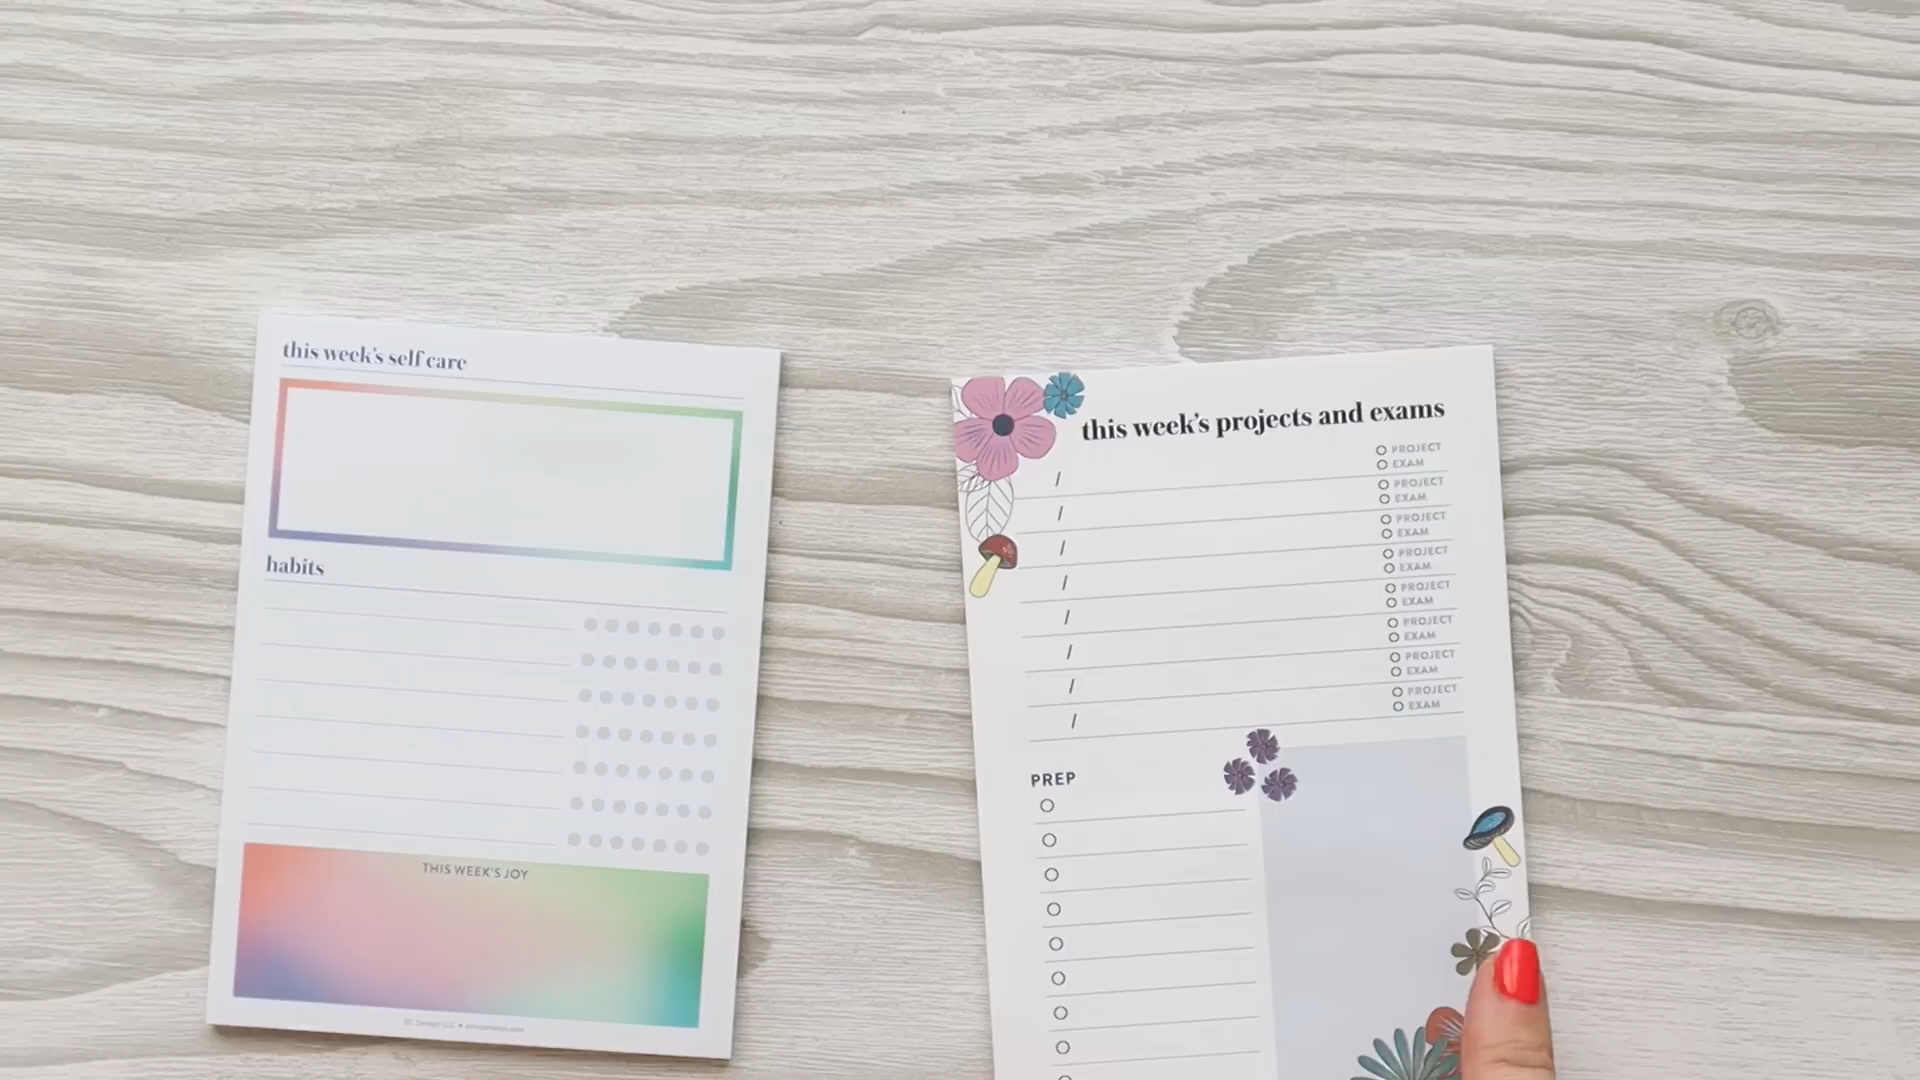 this week's self care
habits
THIS WEEK'S JOY
this week's projects and exams
/
PROJECT
EXAM
/
PROJECT
EXAM
/
PROJECT
EXAM
/
PROJECT
EXAM
/
PROJECT
EXAM
/
PROJECT
EXAM
/
PROJECT
EXAM
/
PROJECT
EXAM
PREP